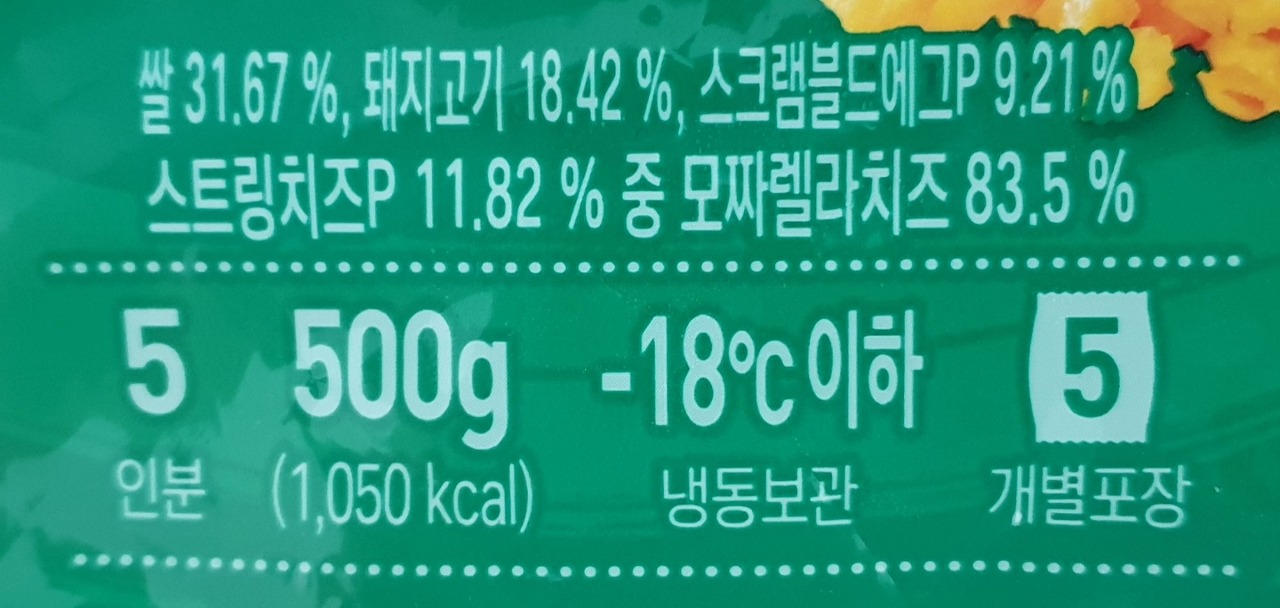 쌀 31.67 %, 돼지고기 18.42 %, 스크램블드에그P 9.21 %
스트링치즈P 11.82 % 중 모짜렐라치즈 83.5 %
5 500g -18℃ 이하 5
인분 (1,050 kcal) 냉동보관 개별포장